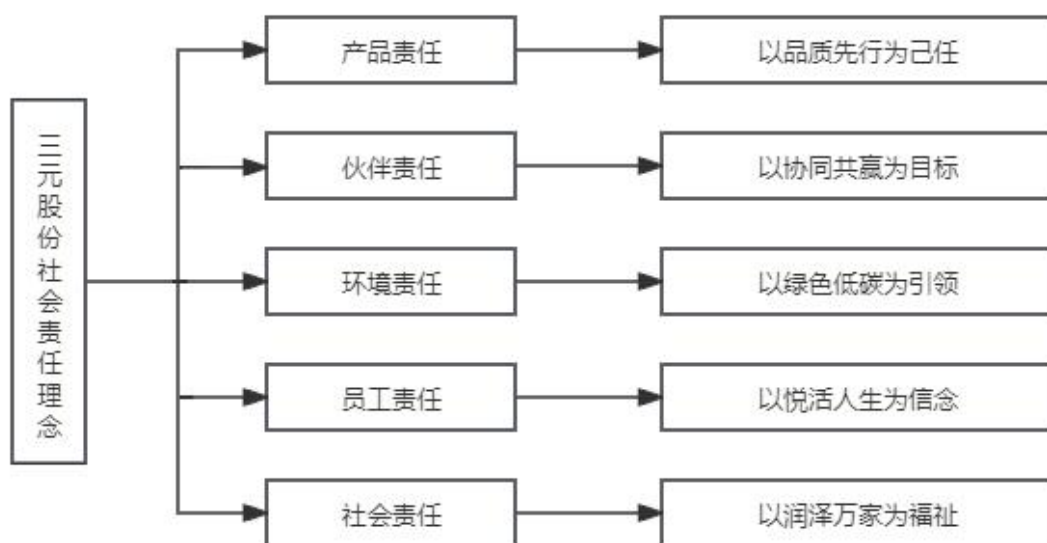 三元股份社会责任理念
产品责任
以品质先行为己任
伙伴责任
以协同共赢为目标
环境责任
以绿色低碳为引领
员工责任
以悦活人生为信念
社会责任
以润泽万家为福祉